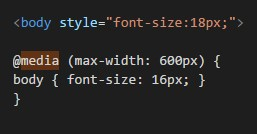 <body style="font-size:18px;">
@media (max-width: 600px) {
body { font-size: 16px; }
}